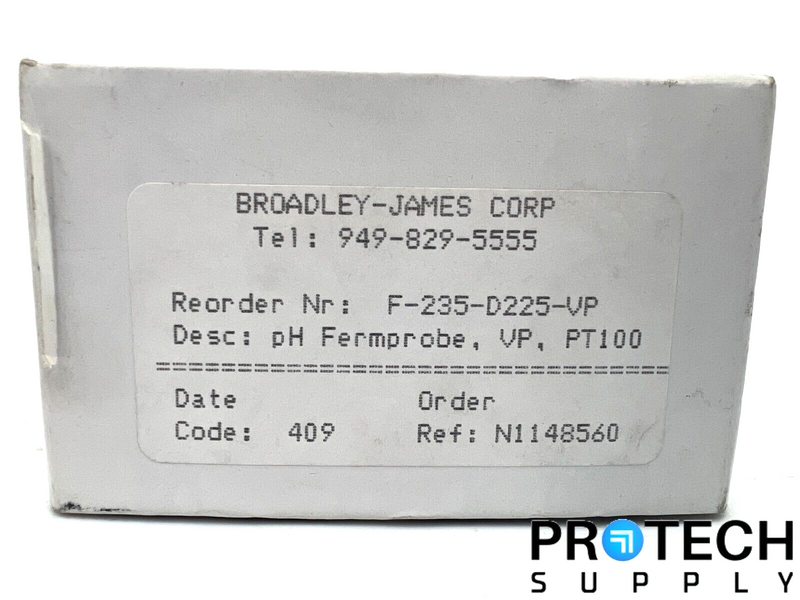 BROADLEY-JAMES CORP
Tel: 949-829-5555
Reorder Nr: F-235-D225-VP
Desc: pH Fermprobe, VP, PT100
Date Order
Code: 409 Ref: N1148560
PROTECH
SUPPLY